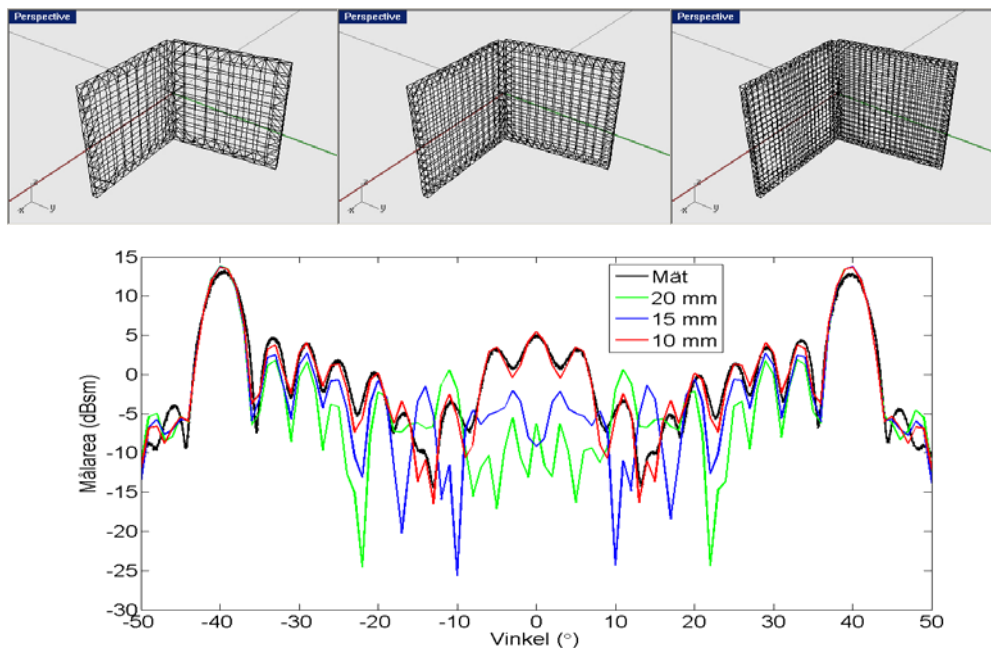 Perspective
Perspective
Perspective
z
x
y
z
x
y
z
x
y
15
10
5
0
-5
-10
-15
-20
-25
-30
Målarea (dBsm)
Mät
20 mm
15 mm
10 mm
-50
-40
-30
-20
-10
0
10
20
30
40
50
Vinkel (°)